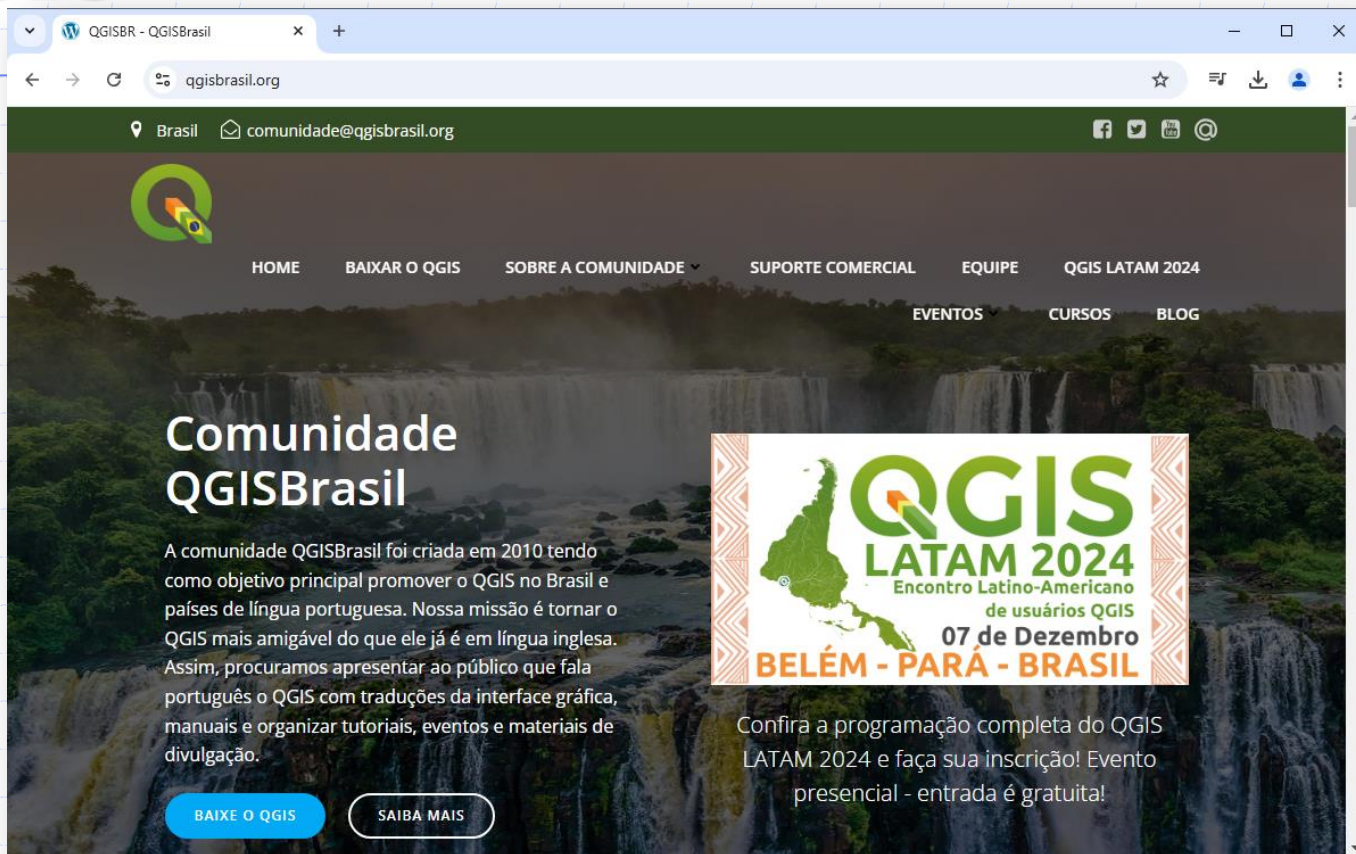 QGISBR - QGISBrasil
qgisbrasil.org
Brasil comunidade@qgisbrasil.org
HOME BAIXAR O QGIS SOBRE A COMUNIDADE SUPORTE COMERCIAL EQUIPE QGIS LATAM 2024
EVENTOS CURSOS BLOG
Comunidade
QGISBrasil
A comunidade QGISBrasil foi criada em 2010 tendo
como objetivo principal promover o QGIS no Brasil e
países de língua portuguesa. Nossa missão é tornar o
QGIS mais amigável do que ele já é em língua inglesa.
Assim, procuramos apresentar ao público que fala
português o QGIS com traduções da interface gráfica,
manuais e organizar tutoriais, eventos e materiais de
divulgação.
BAIXE O QGIS SAIBA MAIS
QGIS
LATAM 2024
Encontro Latino-Americano
de usuários QGIS
07 de Dezembro
BELÉM - PARÁ - BRASIL
Confira a programação completa do QGIS
LATAM 2024 e faça sua inscrição! Evento
presencial - entrada é gratuita!